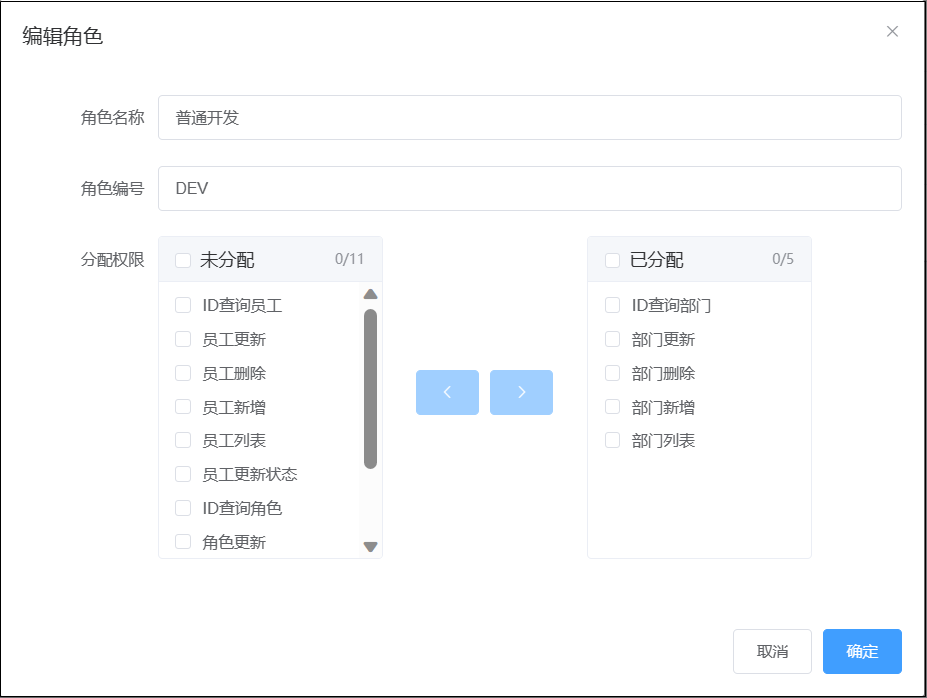 编辑角色
角色名称 普通开发
角色编号 DEV
分配权限
未分配 0/11
ID查询员工
员工更新
员工删除
员工新增
员工列表
员工更新状态
ID查询角色
角色更新
已分配 0/5
ID查询部门
部门更新
部门删除
部门新增
部门列表
取消 确定